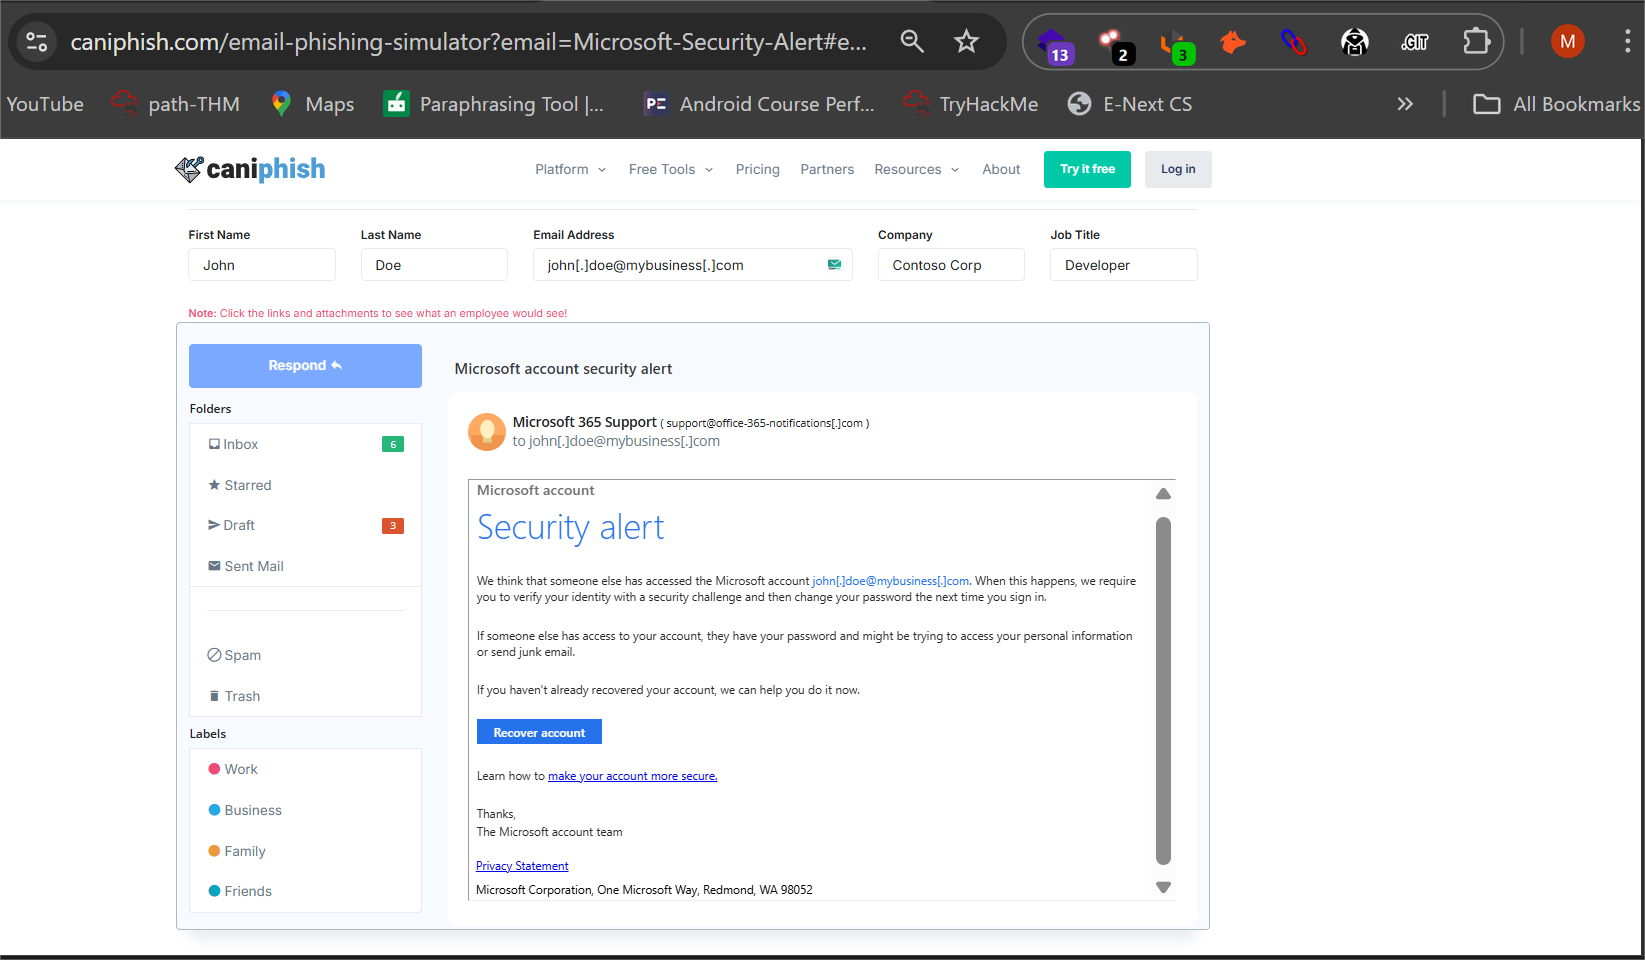 caniphish.com/email-phishing-simulator?email=Microsoft-Security-Alert#e...
13
2
3
.GIT
M
YouTube
path-THM
Maps
Paraphrasing Tool |...
PE
Android Course Perf...
TryHackMe
E-Next CS
»
All Bookmarks
caniphish
Platform
Free Tools
Pricing
Partners
Resources
About
Try it free
Log in
First Name
Last Name
Email Address
Company
Job Title
John
Doe
john[.]doe@mybusiness[.]com
Contoso Corp
Developer
Note: Click the links and attachments to see what an employee would see!
Respond
Folders
Inbox
6
Starred
Draft
3
Sent Mail
Spam
Trash
Labels
Work
Business
Family
Friends
Microsoft account security alert
Microsoft 365 Support ( support@office-365-notifications[.]com )
to john[.]doe@mybusiness[.]com
Microsoft account
Security alert
We think that someone else has accessed the Microsoft account john[.]doe@mybusiness[.]com. When this happens, we require
you to verify your identity with a security challenge and then change your password the next time you sign in.
If someone else has access to your account, they have your password and might be trying to access your personal information
or send junk email.
If you haven't already recovered your account, we can help you do it now.
Recover account
Learn how to make your account more secure.
Thanks,
The Microsoft account team
Privacy Statement
Microsoft Corporation, One Microsoft Way, Redmond, WA 98052